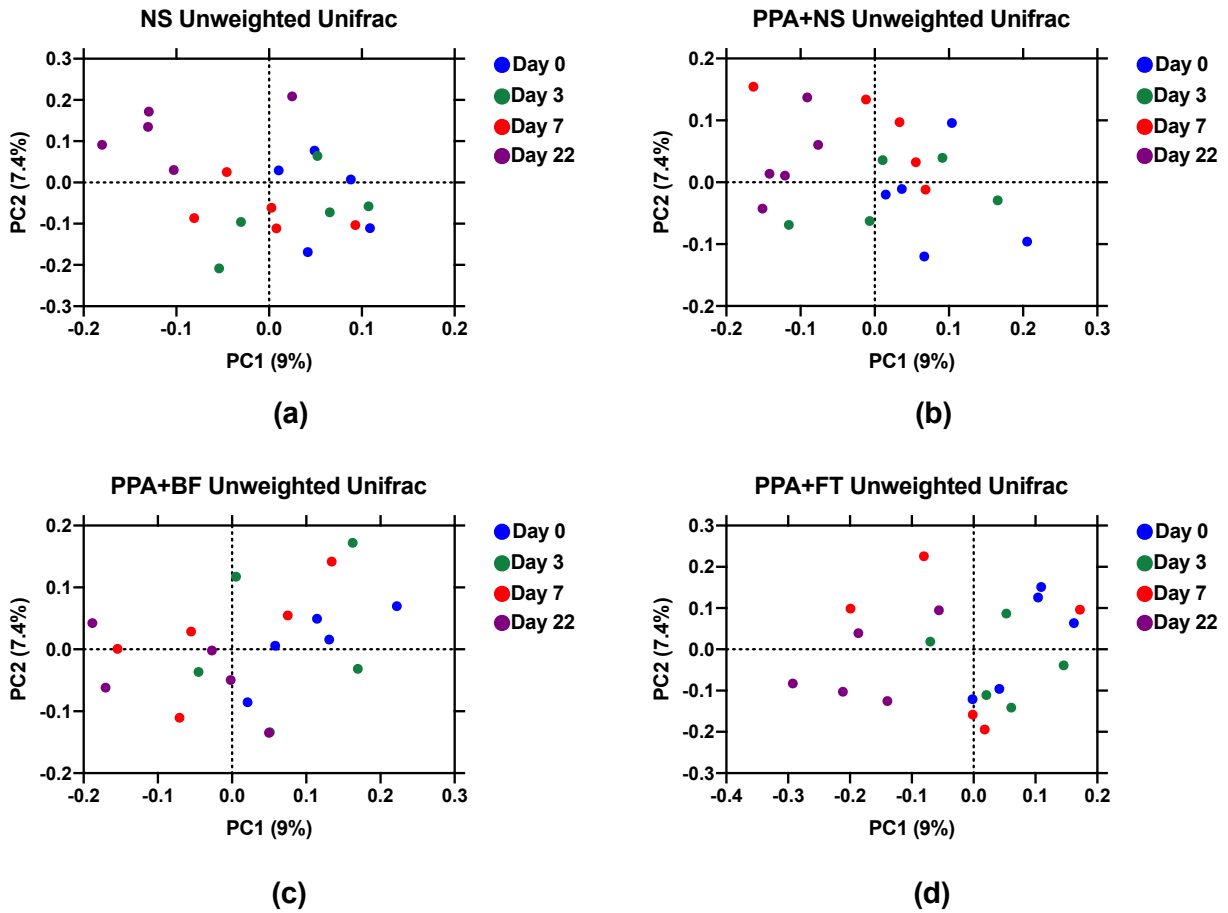 NS Unweighted Unifrac
PC2 (7.4%)
0.3
0.2
0.1
0.0
-0.1
-0.2
-0.3
-0.2 -0.1 0.0 0.1 0.2
PC1 (9%)
Day 0
Day 3
Day 7
Day 22
(a)
PPA+NS Unweighted Unifrac
PC2 (7.4%)
0.2
0.1
0.0
-0.1
-0.2
-0.2 -0.1 0.0 0.1 0.2 0.3
PC1 (9%)
Day 0
Day 3
Day 7
Day 22
(b)
PPA+BF Unweighted Unifrac
PC2 (7.4%)
0.2
0.1
0.0
-0.1
-0.2
-0.2 -0.1 0.0 0.1 0.2 0.3
PC1 (9%)
Day 0
Day 3
Day 7
Day 22
(c)
PPA+FT Unweighted Unifrac
PC2 (7.4%)
0.3
0.2
0.1
0.0
-0.1
-0.2
-0.3
-0.4 -0.3 -0.2 -0.1 0.0 0.1 0.2
PC1 (9%)
Day 0
Day 3
Day 7
Day 22
(d)